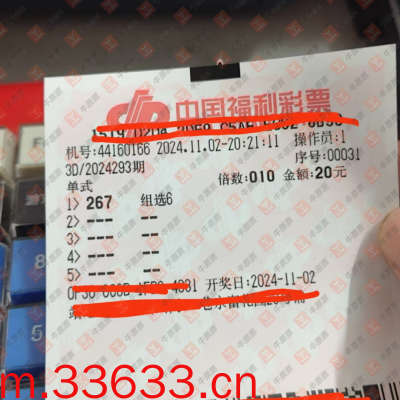 中国福利彩票
机号:44160166 2024.11.02-20:21:11 操作员:1
3D/2024293期 序号:00031
单式 倍数:010 金额:20元
1> 267 组选6
2> ---
3> ---
4> ---
5> ---
开奖日:2024-11-02
m.33633.cn